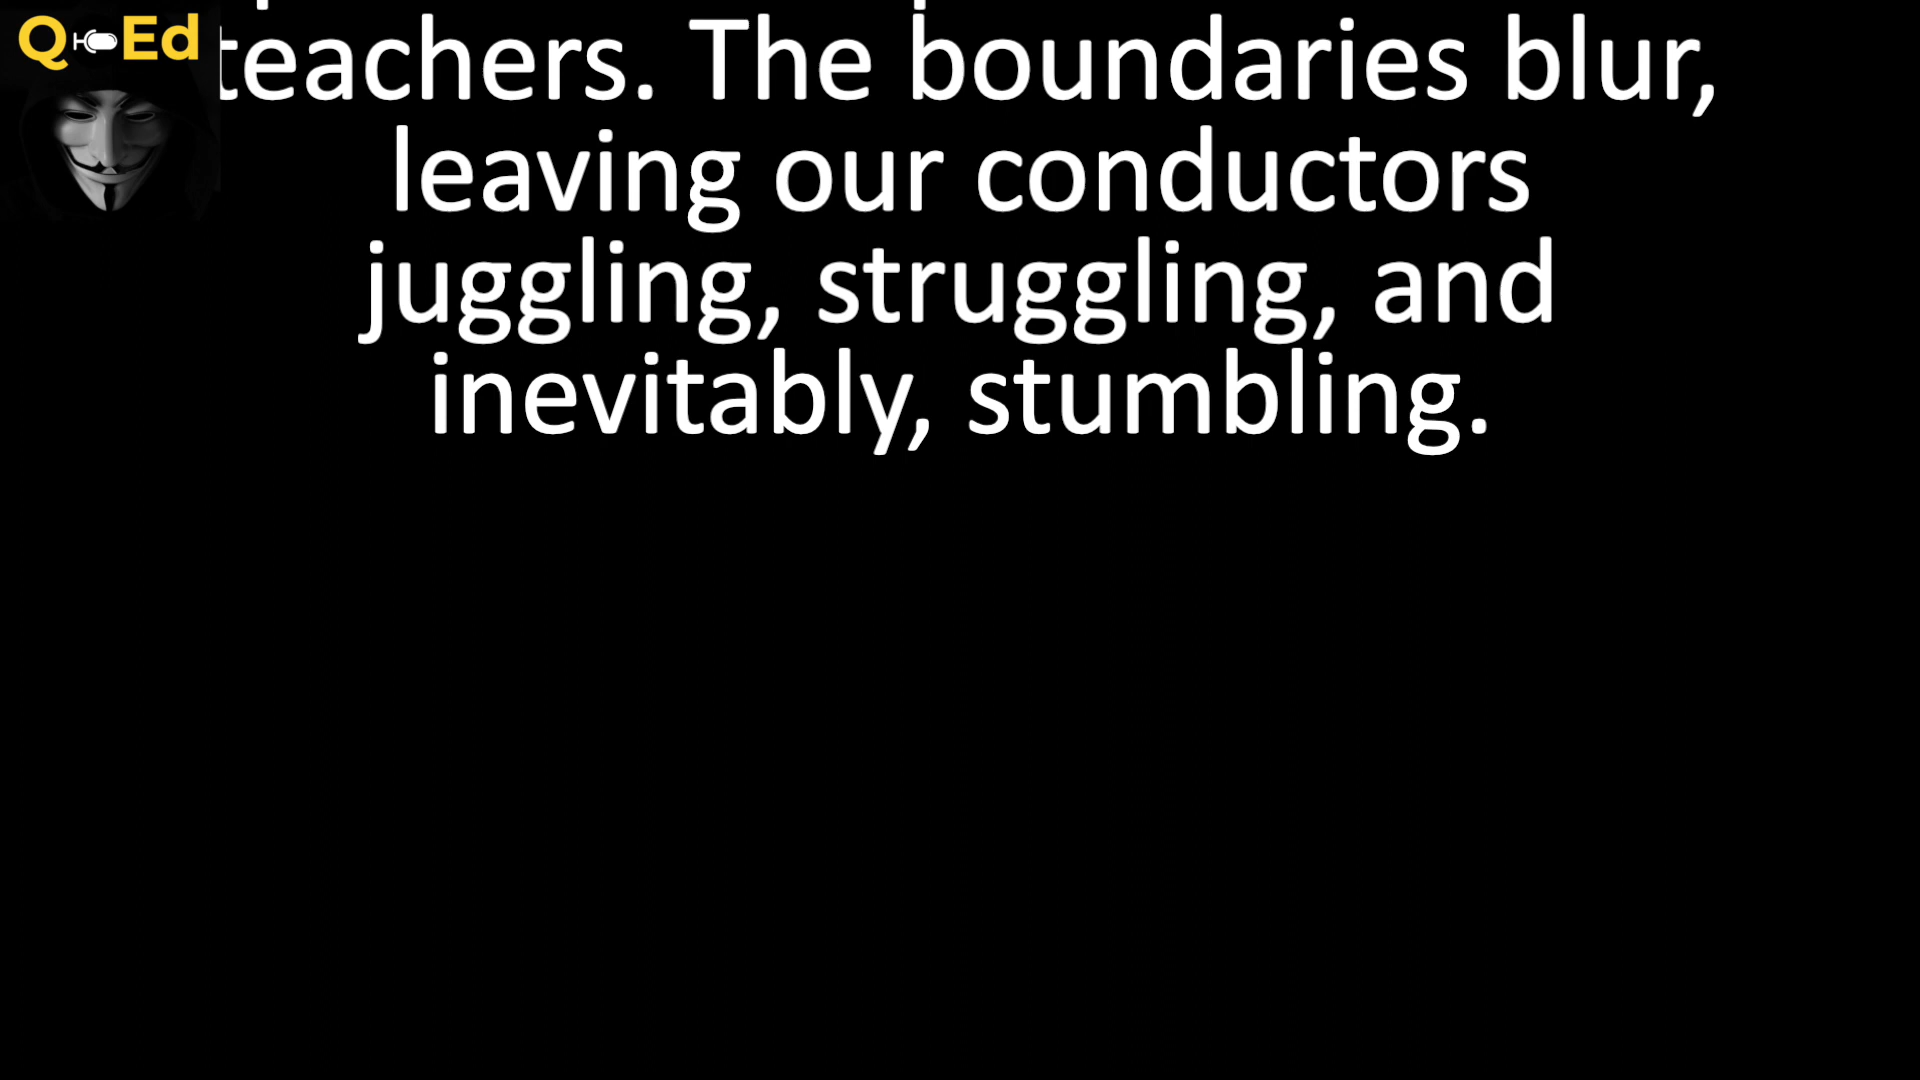 Q Ed
teachers. The boundaries blur,
leaving our conductors
juggling, struggling, and
inevitably, stumbling.